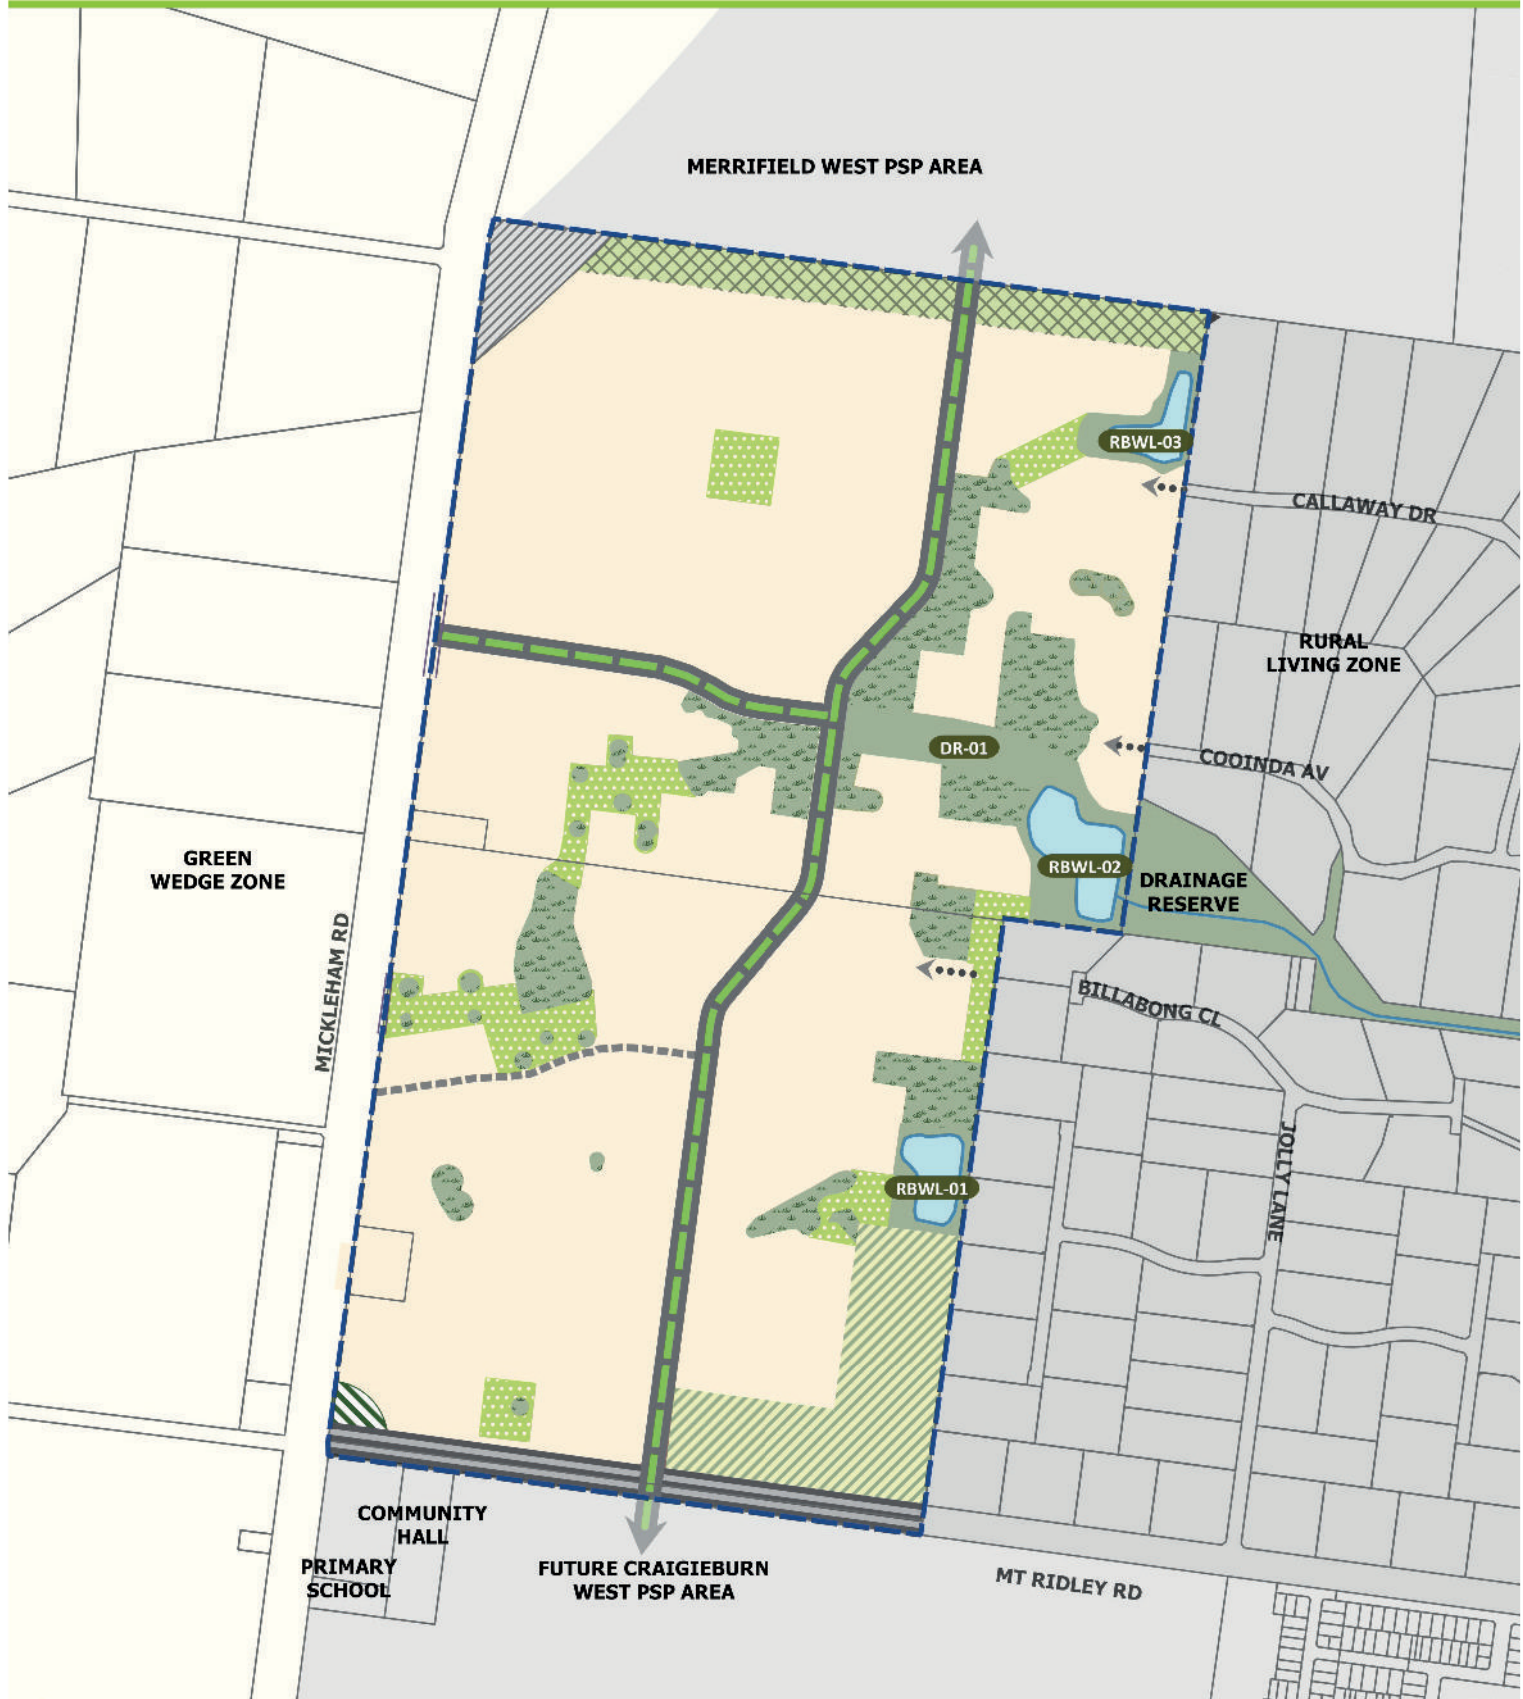 MERRIFIELD WEST PSP AREA
RBWL-03
CALLAWAY DR
RURAL
LIVING ZONE
DR-01
COOINDA AV
GREEN
WEDGE ZONE
RBWL-02
DRAINAGE
RESERVE
MICKLEHAM RD
BILLABONG CL
JOLLY LANE
RBWL-01
COMMUNITY
HALL
PRIMARY
SCHOOL
FUTURE CRAIGIEBURN
WEST PSP AREA
MT RIDLEY RD